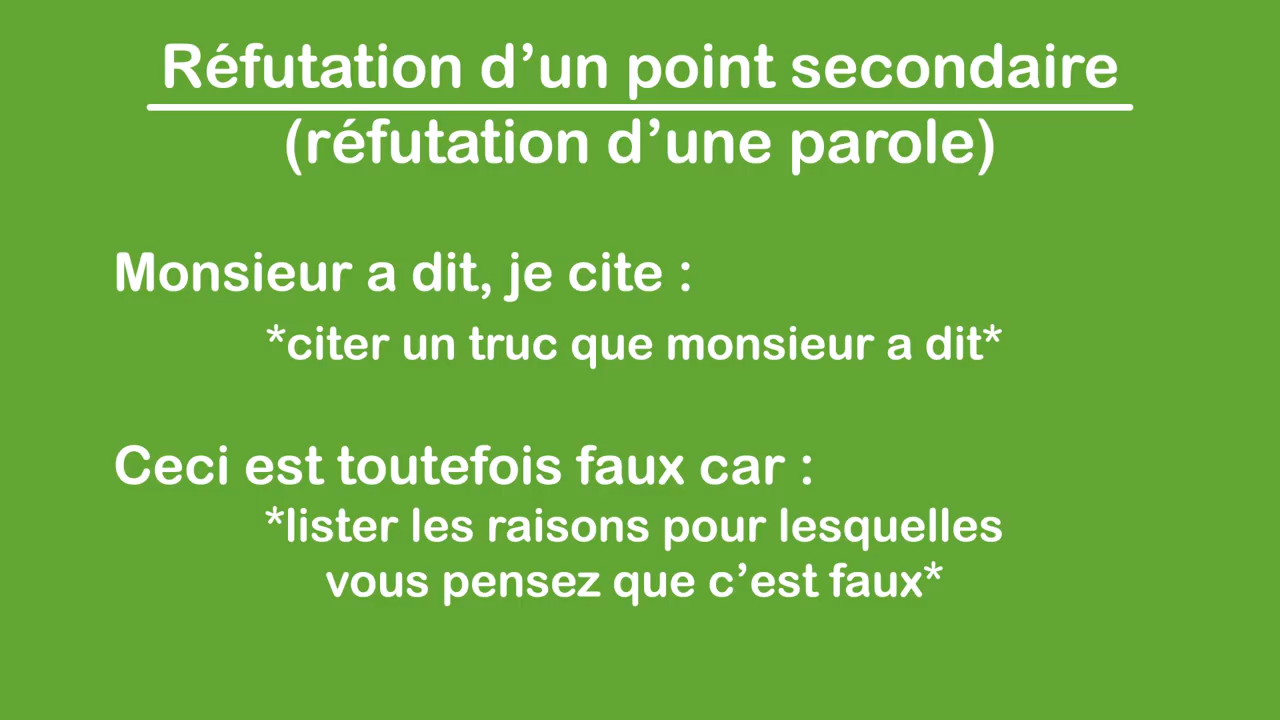 Réfutation d’un point secondaire
(réfutation d’une parole)
Monsieur a dit, je cite :
*citer un truc que monsieur a dit*
Ceci est toutefois faux car :
*lister les raisons pour lesquelles
vous pensez que c’est faux*